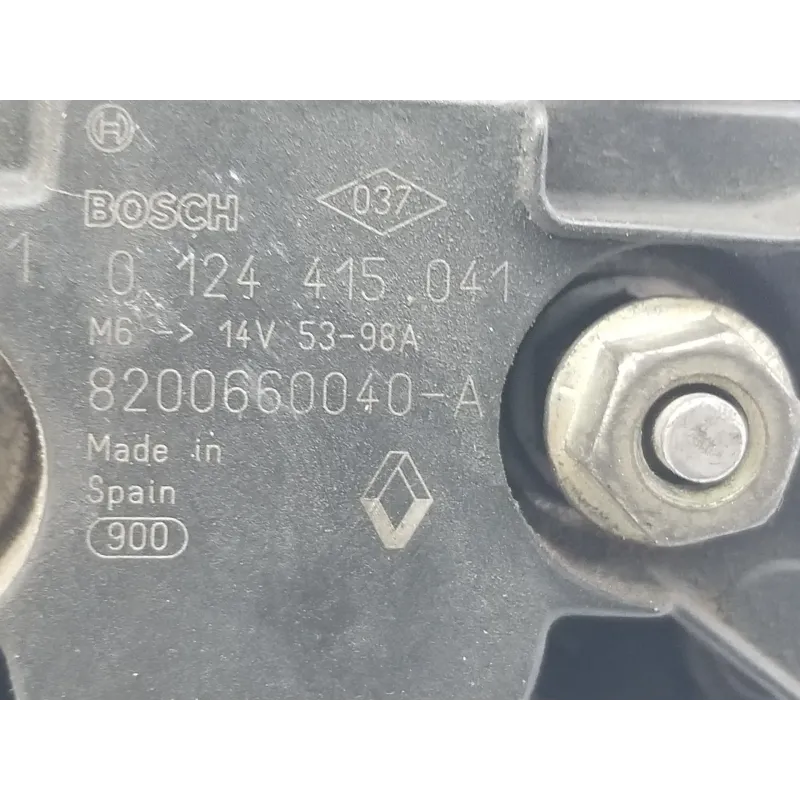 BOSCH 037
1 0 124 415.041
M6 -> 14V 53-98A
8200660040-A
Made in
Spain
900